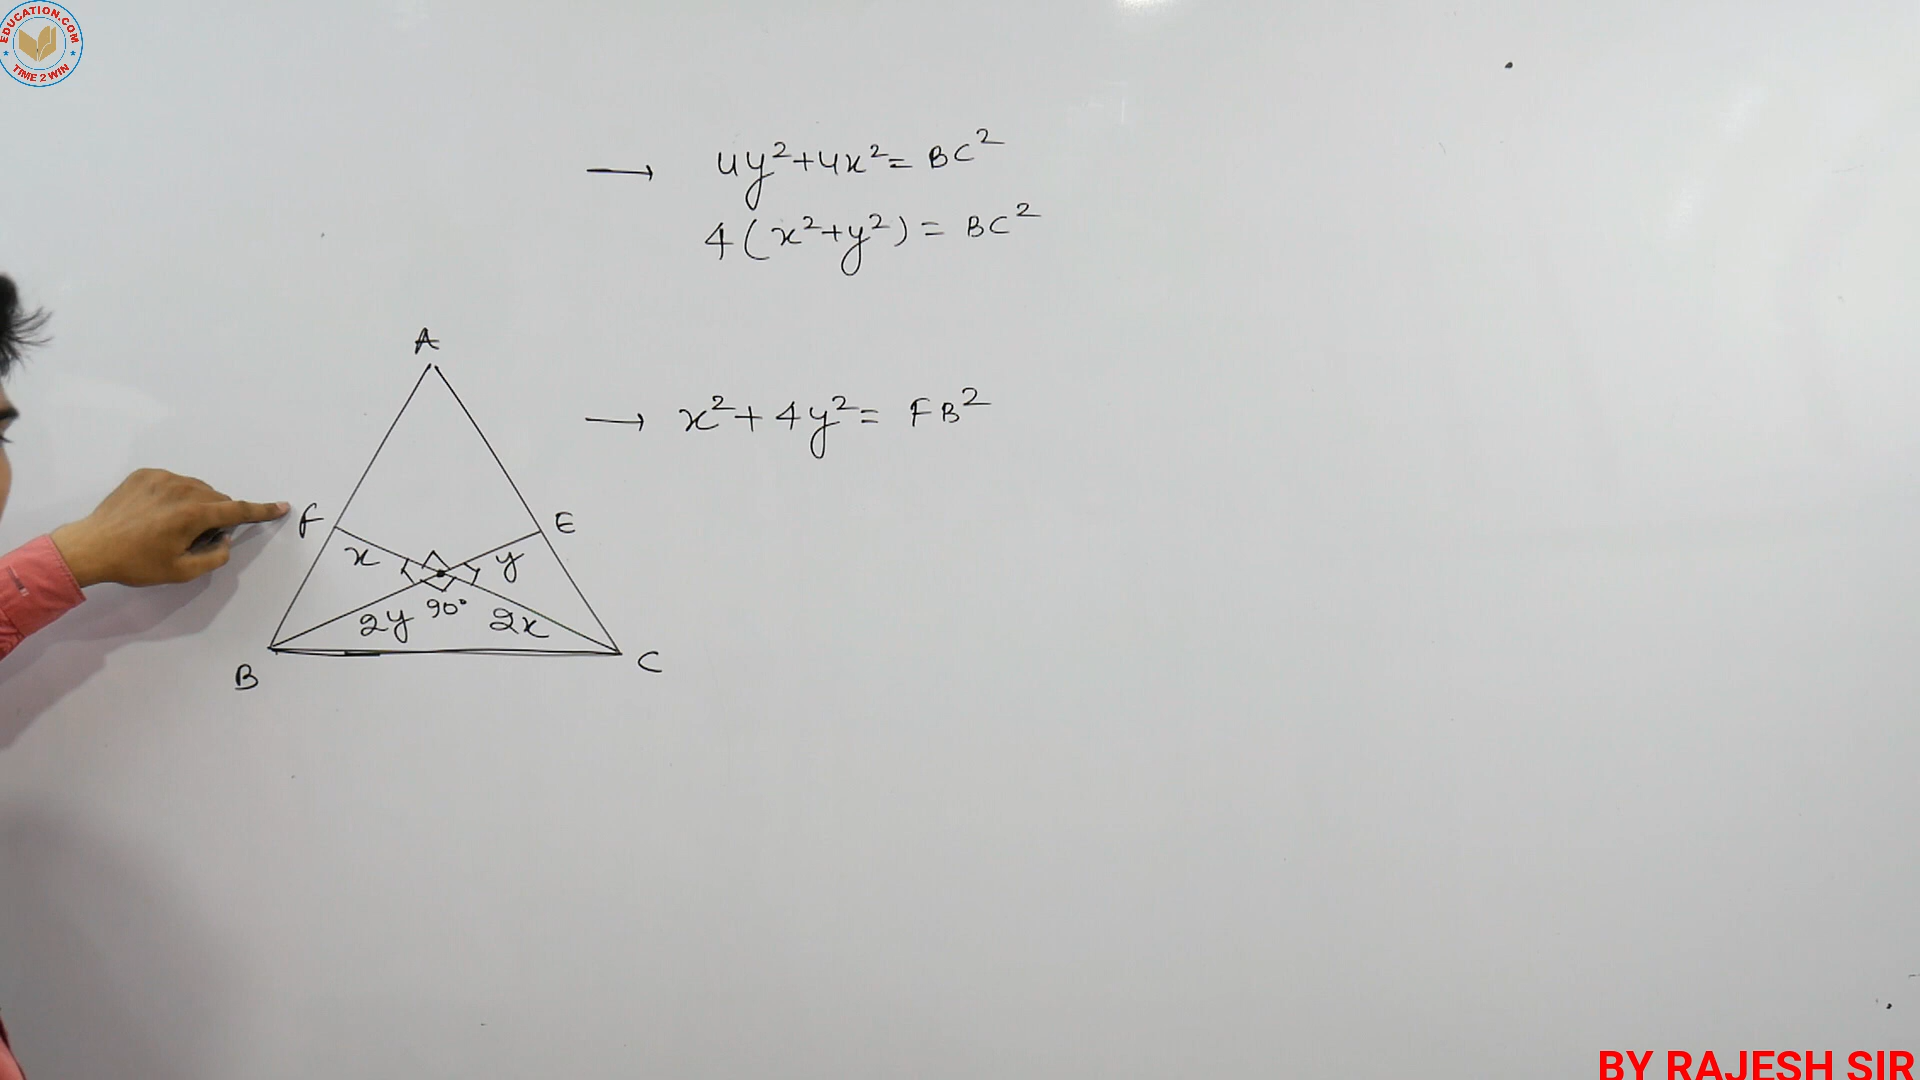 EDUCATION.COM
TIME 2 WIN
→ 4y²+4x²= BC²
4(x²+y²) = BC²
A
→ x²+4y²= FB²
F
E
x
y
2y
90°
2x
B
C
BY RAJESH SIR